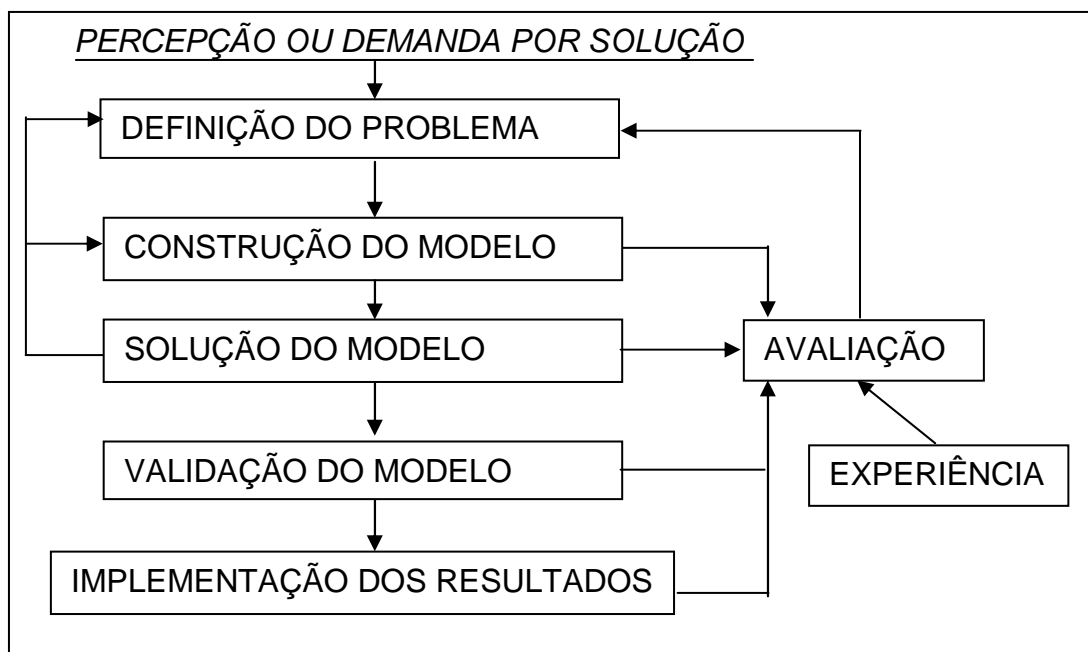 PERCEPÇÃO OU DEMANDA POR SOLUÇÃO
DEFINIÇÃO DO PROBLEMA
CONSTRUÇÃO DO MODELO
SOLUÇÃO DO MODELO
AVALIAÇÃO
VALIDAÇÃO DO MODELO
EXPERIÊNCIA
IMPLEMENTAÇÃO DOS RESULTADOS